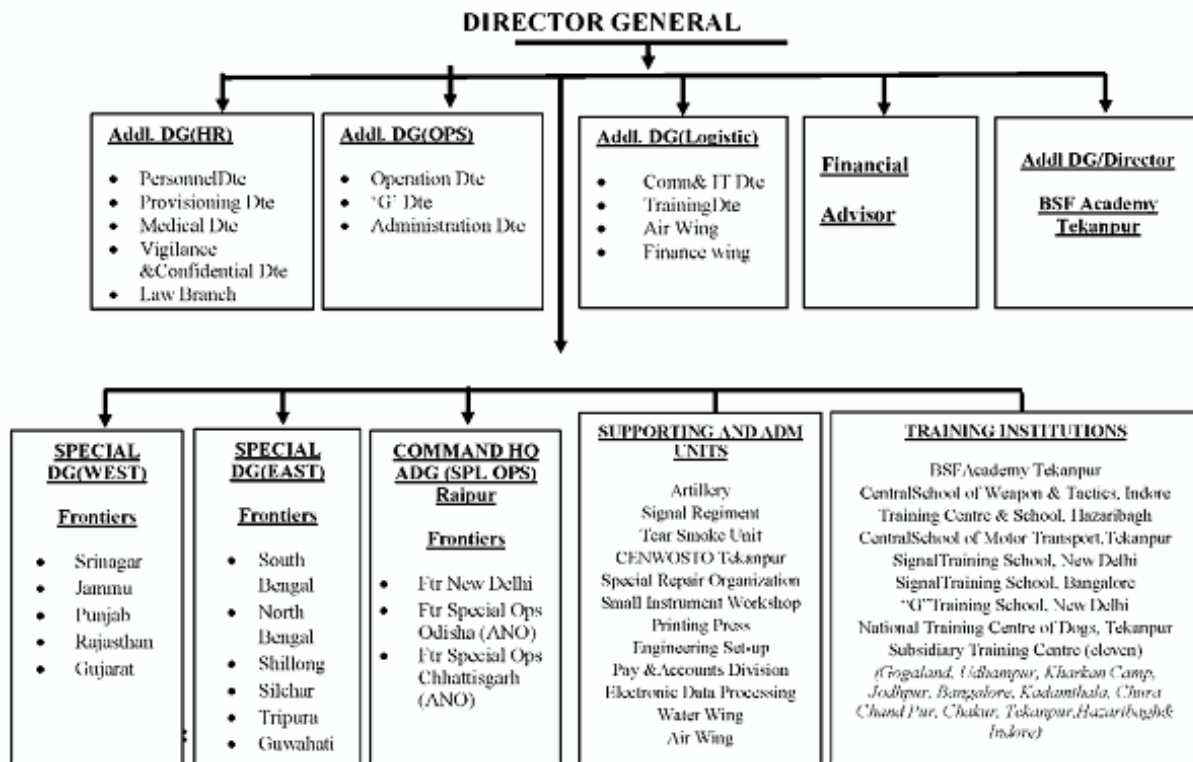 DIRECTOR GENERAL
Addl. DG(HR)
• PersonnelDte
• Provisioning Dte
• Medical Dte
• Vigilance
&Confidential Dte
• Law Branch
Addl. DG(OPS)
• Operation Dte
• 'G' Dte
• Administration Dte
Addl. DG(Logistic)
• Comn& IT Dte
• TrainingDte
• Air Wing
• Finance wing
Financial
Advisor
Addl DG/Director
BSF Academy
Tekanpur
SPECIAL
DG(WEST)
Frontiers
• Srinagar
• Jammu
• Punjab
• Rajasthan
• Gujarat
SPECIAL
DG(EAST)
Frontiers
• South
Bengal
• North
Bengal
• Shillong
• Silchar
• Tripura
• Guwahati
COMMAND HQ
ADG (SPL OPS)
Raipur
Frontiers
• Ftr New Delhi
• Ftr Special Ops
Odisha (ANO)
• Ftr Special Ops
Chhattisgarh
(ANO)
SUPPORTING AND ADM
UNITS
Artillery
Signal Regiment
Tear Smoke Unit
CENWOSTO Tekanpur
Special Repair Organization
Small Instrument Workshop
Printing Press
Engineering Set-up
Pay &Accounts Division
Electronic Data Processing
Water Wing
Air Wing
TRAINING INSTITUTIONS
BSFAcademy Tekanpur
CentralSchool of Weapon & Tactics, Indore
Training Centre & School, Hazaribagh
CentralSchool of Motor Transport,Tekanpur
SignalTraining School, New Delhi
SignalTraining School, Bangalore
"G"Training School, New Delhi
National Training Centre of Dogs, Tekanpur
Subsidiary Training Centre (eleven)
(Gogaland, Udhampur, Kharkan Camp,
Jodhpur, Bangalore, Kadamthala, Chura
Chand Pur, Chakur, Tekanpur,Hazaribagh&
Indore)